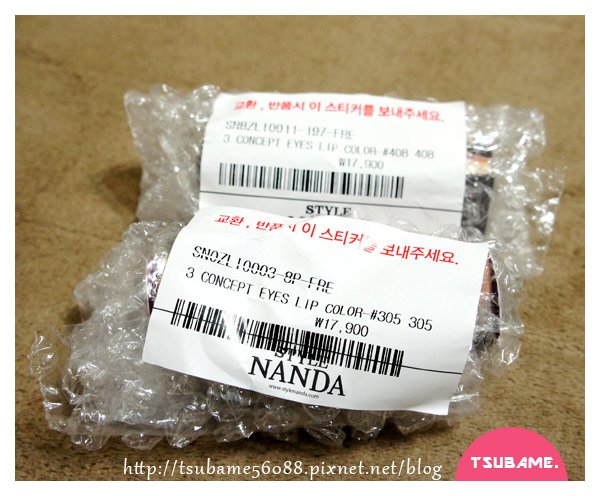 교환, 반품시 이 스티커를 보내주세요.
SNBZL10011-197-FRE
3 CONCEPT EYES LIP COLOR-#408 408
₩17,900
STYLE
교환, 반품시 이 스티커를 보내주세요.
SNOZL10003-8P-FRE
3 CONCEPT EYES LIP COLOR-#305 305
₩17,900
STYLE
NANDA
www.stylenanda.com
http://tsubame56088.pixnet.net/blog
TSUBAME.